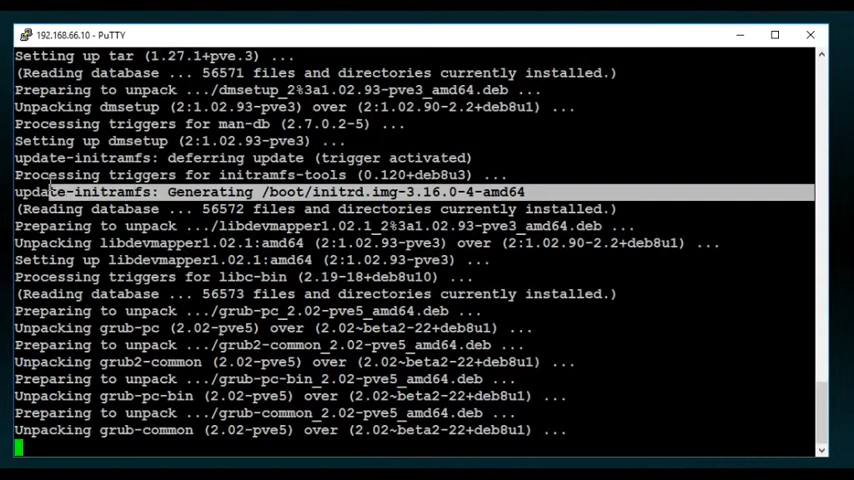 192.168.66.10 - PuTTY
Setting up tar (1.27.1+pve.3) ...
(Reading database ... 56571 files and directories currently installed.)
Preparing to unpack .../dmsetup_2%3a1.02.93-pve3_amd64.deb ...
Unpacking dmsetup (2:1.02.93-pve3) over (2:1.02.90-2.2+deb8u1) ...
Processing triggers for man-db (2.7.0.2-5) ...
Setting up dmsetup (2:1.02.93-pve3) ...
update-initramfs: deferring update (trigger activated)
Processing triggers for initramfs-tools (0.120+deb8u3) ...
update-initramfs: Generating /boot/initrd.img-3.16.0-4-amd64
(Reading database ... 56572 files and directories currently installed.)
Preparing to unpack .../libdevmapper1.02.1_2%3a1.02.93-pve3_amd64.deb ...
Unpacking libdevmapper1.02.1:amd64 (2:1.02.93-pve3) over (2:1.02.90-2.2+deb8u1) ...
Setting up libdevmapper1.02.1:amd64 (2:1.02.93-pve3) ...
Processing triggers for libc-bin (2.19-18+deb8u10) ...
(Reading database ... 56573 files and directories currently installed.)
Preparing to unpack .../grub-pc_2.02-pve5_amd64.deb ...
Unpacking grub-pc (2.02-pve5) over (2.02~beta2-22+deb8u1) ...
Preparing to unpack .../grub2-common_2.02-pve5_amd64.deb ...
Unpacking grub2-common (2.02-pve5) over (2.02~beta2-22+deb8u1) ...
Preparing to unpack .../grub-pc-bin_2.02-pve5_amd64.deb ...
Unpacking grub-pc-bin (2.02-pve5) over (2.02~beta2-22+deb8u1) ...
Preparing to unpack .../grub-common_2.02-pve5_amd64.deb ...
Unpacking grub-common (2.02-pve5) over (2.02~beta2-22+deb8u1) ...